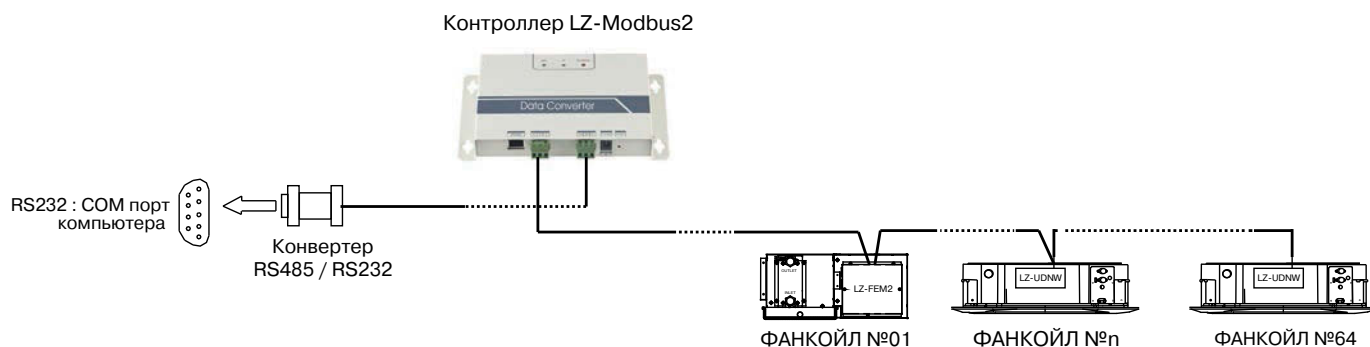 Контроллер LZ-Modbus2
Data Converter
RS232 : COM порт
компьютера
Конвертер
RS485 / RS232
OUTLET
INLET
LZ-FEM2
LZ-UDNW
LZ-UDNW
ФАНКОЙЛ №01
ФАНКОЙЛ №n
ФАНКОЙЛ №64